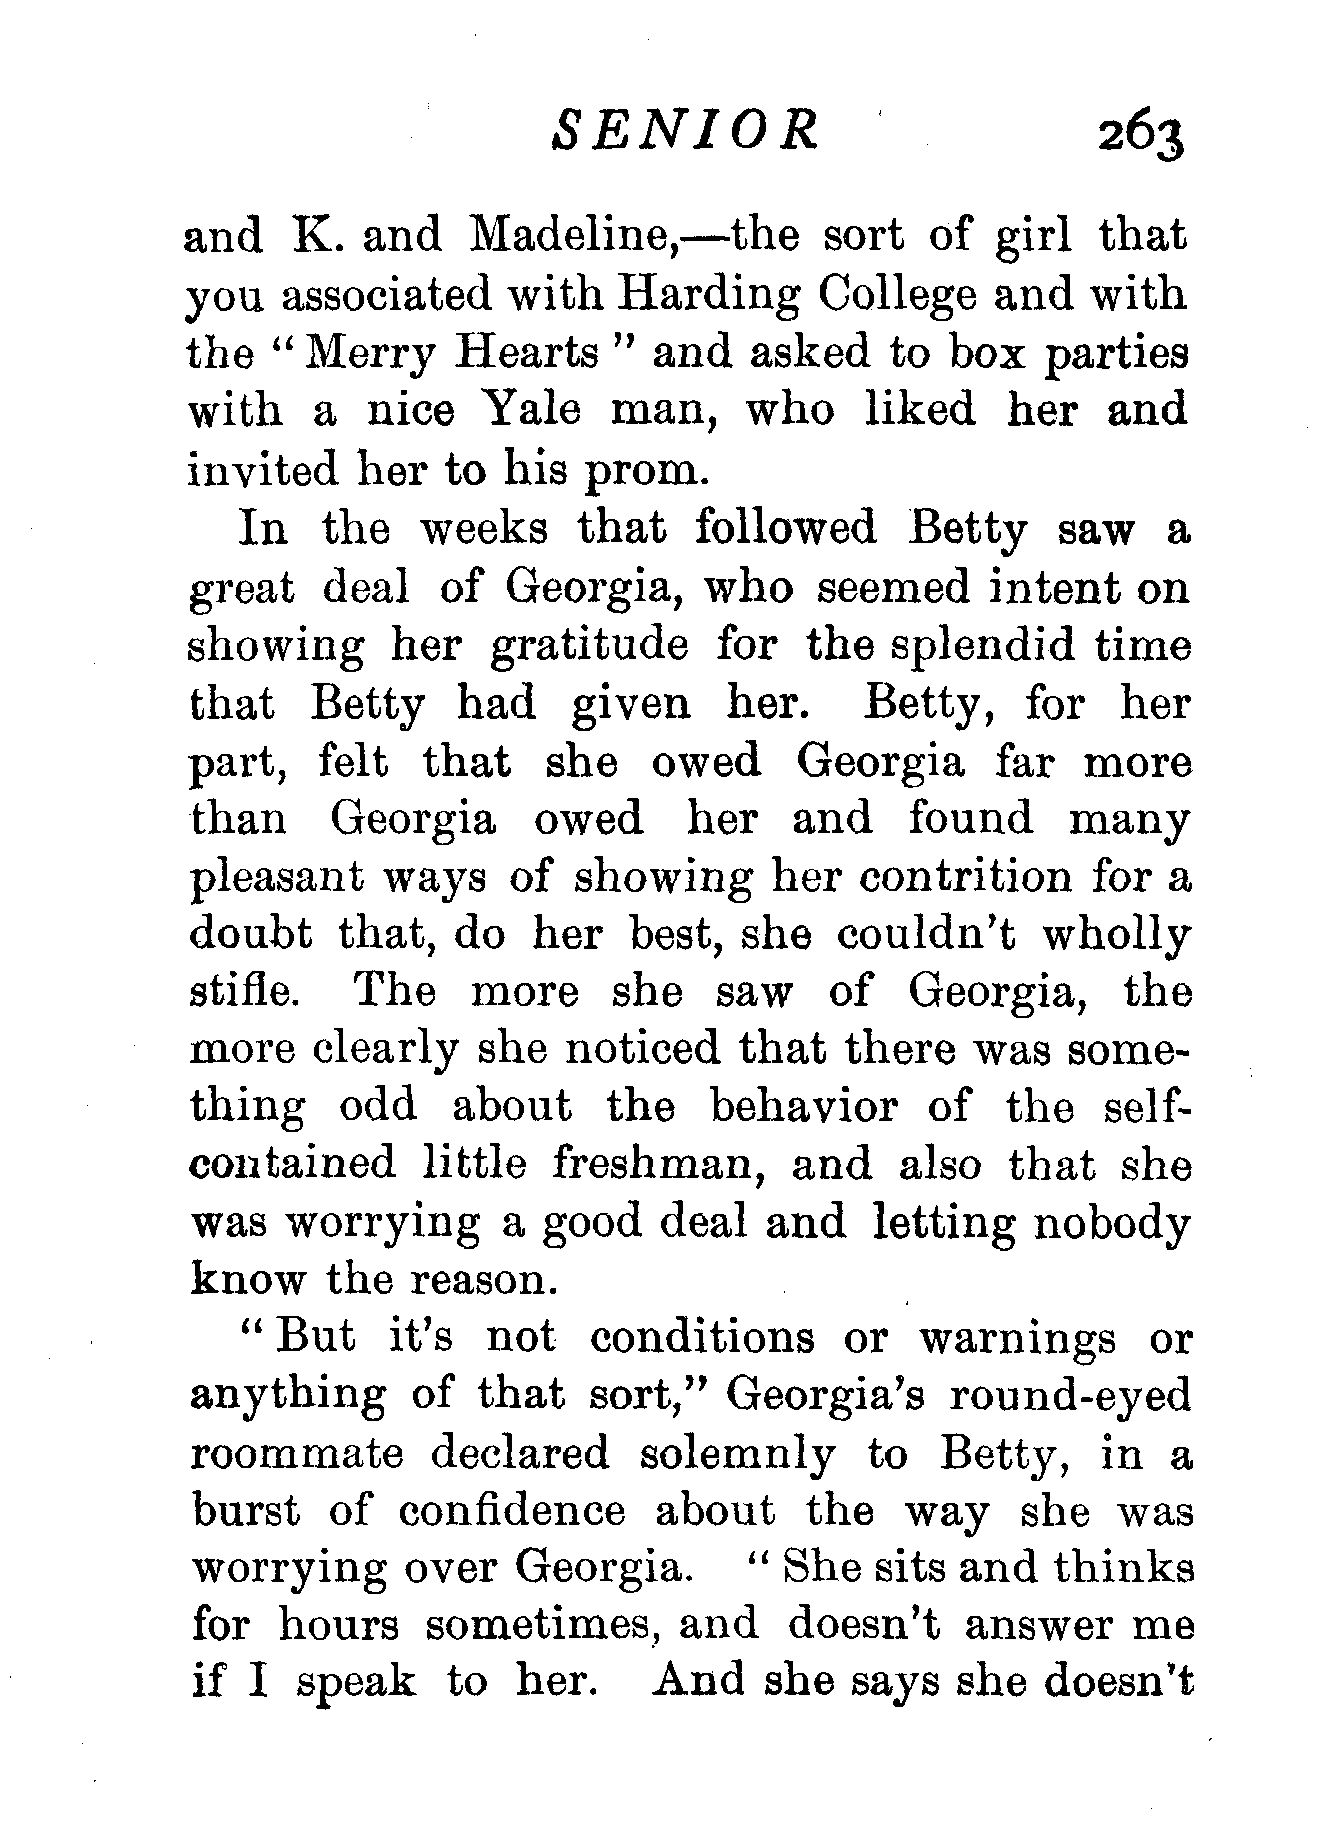 SENIOR 263
and K. and Madeline,—the sort of girl that
you associated with Harding College and with
the “ Merry Hearts ” and asked to box parties
with a nice Yale man, who liked her and
invited her to his prom.
In the weeks that followed Betty saw a
great deal of Georgia, who seemed intent on
showing her gratitude for the splendid time
that Betty had given her. Betty, for her
part, felt that she owed Georgia far more
than Georgia owed her and found many
pleasant ways of showing her contrition for a
doubt that, do her best, she couldn’t wholly
stifle. The more she saw of Georgia, the
more clearly she noticed that there was some-
thing odd about the behavior of the self-
contained little freshman, and also that she
was worrying a good deal and letting nobody
know the reason.
“ But it’s not conditions or warnings or
anything of that sort,” Georgia’s round-eyed
roommate declared solemnly to Betty, in a
burst of confidence about the way she was
worrying over Georgia. “ She sits and thinks
for hours sometimes, and doesn’t answer me
if I speak to her. And she says she doesn’t